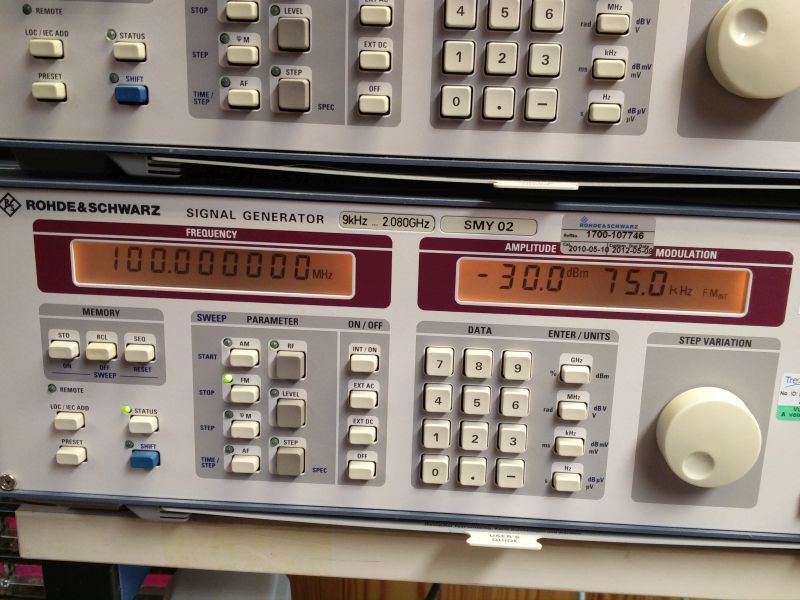 REMOTE
LOC / IEC ADD
STATUS
PRESET
SHIFT
STOP
LEVEL
STEP
φ M
AF
STEP
TIME / STEP
SPEC
EXT AC
EXT DC
OFF
4 5 6
1 2 3
0 . –
MHz
rad
dB V
V
kHz
ms
dB mV
mV
Hz
s
dB µV
µV
ROHDE & SCHWARZ
SIGNAL GENERATOR
9kHz ... 2.080GHz
SMY 02
ROHDE & SCHWARZ
1700-107746
2010-05-10
FREQUENCY
AMPLITUDE
MODULATION
100.000000 MHz
-30.0 dBm
75.0 kHz
FM INT
MEMORY
STO
RCL
SEQ
ON
OFF
RESET
SWEEP
REMOTE
LOC / IEC ADD
STATUS
PRESET
SHIFT
SWEEP
PARAMETER
ON / OFF
START
AM
RF
INT / ON
STOP
FM
LEVEL
EXT AC
STEP
φ M
EXT DC
TIME / STEP
AF
STEP
SPEC
OFF
DATA
ENTER / UNITS
7 8 9
4 5 6
1 2 3
0 . –
GHz
%
dBm
MHz
rad
dB V
V
kHz
ms
dB mV
mV
Hz
s
dB µV
µV
STEP VARIATION
USER'S
GUIDE